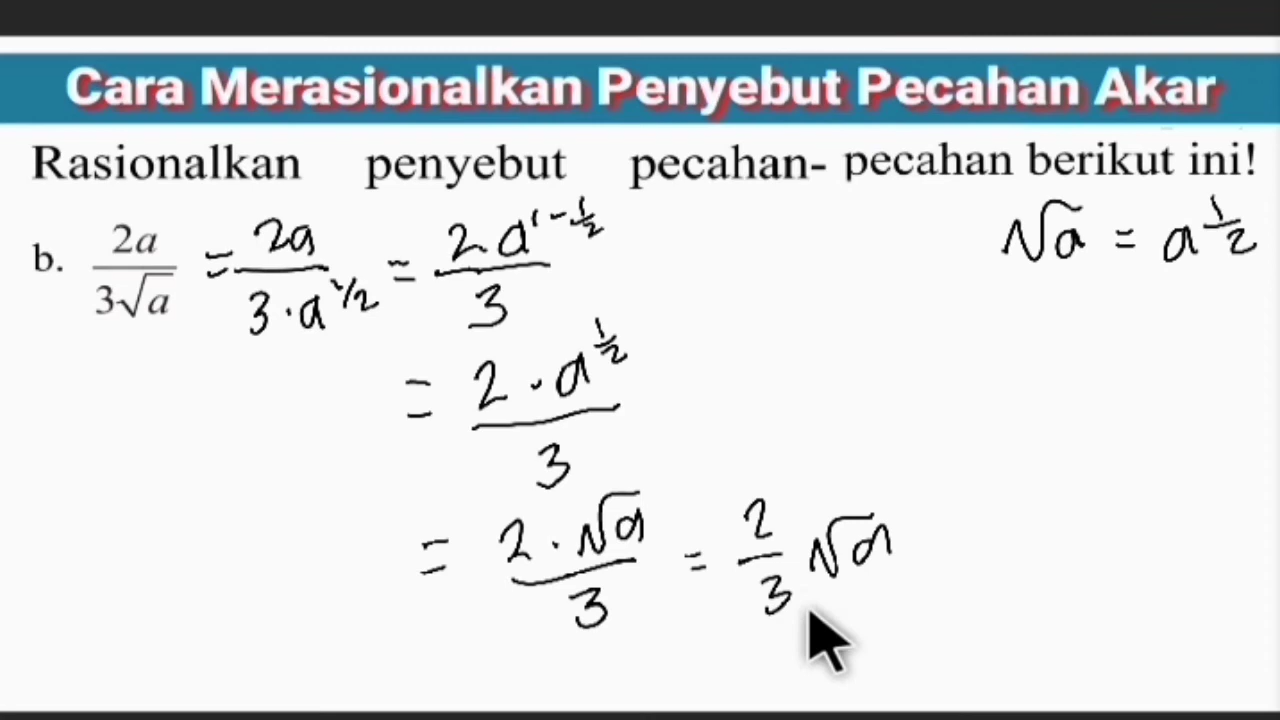 Cara Merasionalkan Penyebut Pecahan Akar
Rasionalkan penyebut pecahan- pecahan berikut ini!
b. 2a/3√a = 2a/3·a^1/2 = 2a^1-1/2/3
√a = a^1/2
= 2·a^1/2/3
= 2·√a/3 = 2/3 √a